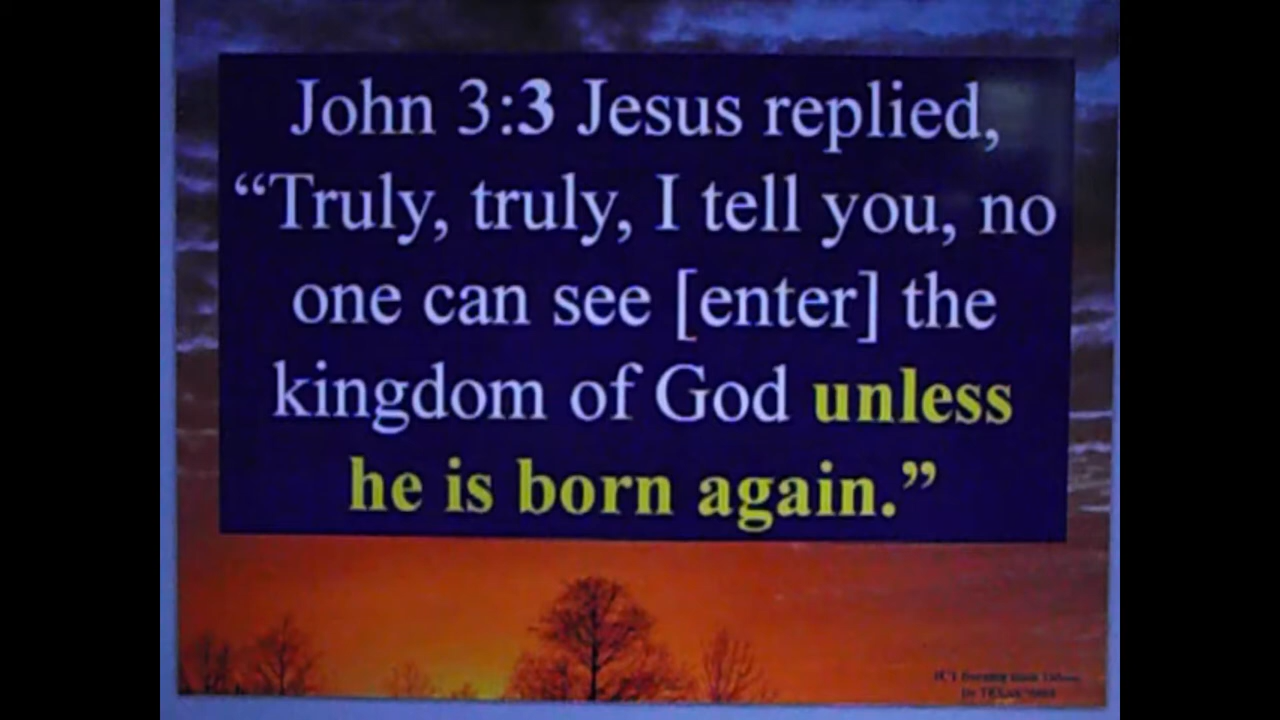 John 3:3 Jesus replied,
“Truly, truly, I tell you, no
one can see [enter] the
kingdom of God unless
he is born again.”